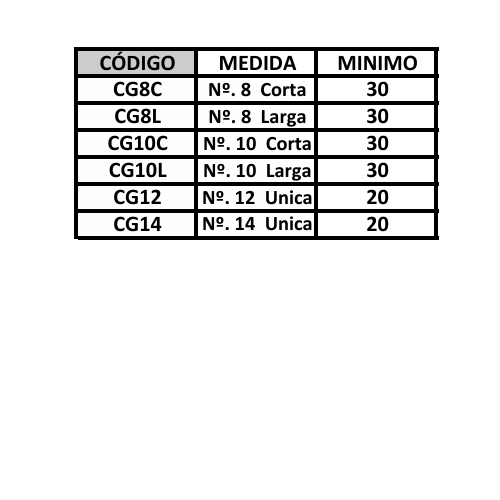 CÓDIGO MEDIDA MINIMO
CG8C Nº. 8 Corta 30
CG8L Nº. 8 Larga 30
CG10C Nº. 10 Corta 30
CG10L Nº. 10 Larga 30
CG12 Nº. 12 Unica 20
CG14 Nº. 14 Unica 20